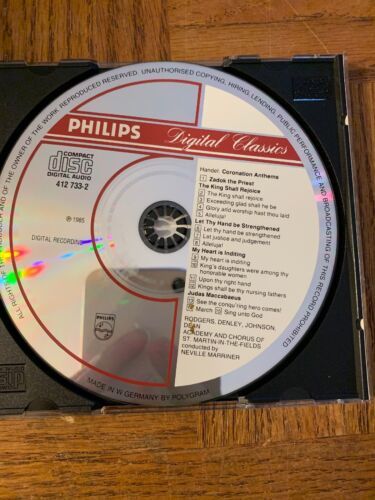 ALL RIGHTS OF THE PRODUCER AND OF THE OWNER OF THE WORK REPRODUCED RESERVED. UNAUTHORISED COPYING, HIRING, LENDING, PUBLIC PERFORMANCE AND BROADCASTING OF THIS RECORD PROHIBITED
PHILIPS
Digital Classics
COMPACT
disc
DIGITAL AUDIO
412 733-2
℗ 1985
DIGITAL RECORDING
PHILIPS
Handel: Coronation Anthems
1 Zadok the Priest
The King Shall Rejoice
2 The King shall rejoice
3 Exceeding glad shall he be
4 Glory and worship hast thou laid
5 Alleluja!
Let Thy Hand be Strengthened
6 Let thy hand be strengthened
7 Let justice and judgement
8 Alleluja!
My Heart is Inditing
9 My heart is inditing
10 King's daughters were among thy
honorable women
11 Upon thy right hand
12 Kings shall be thy nursing fathers
Judas Maccabaeus
13 See the conqu'ring hero comes!
14 March 15 Sing unto God
RODGERS, DENLEY, JOHNSON,
DEAN
ACADEMY AND CHORUS OF
ST. MARTIN-IN-THE-FIELDS
conducted by
NEVILLE MARRINER
MADE IN W. GERMANY BY POLYGRAM